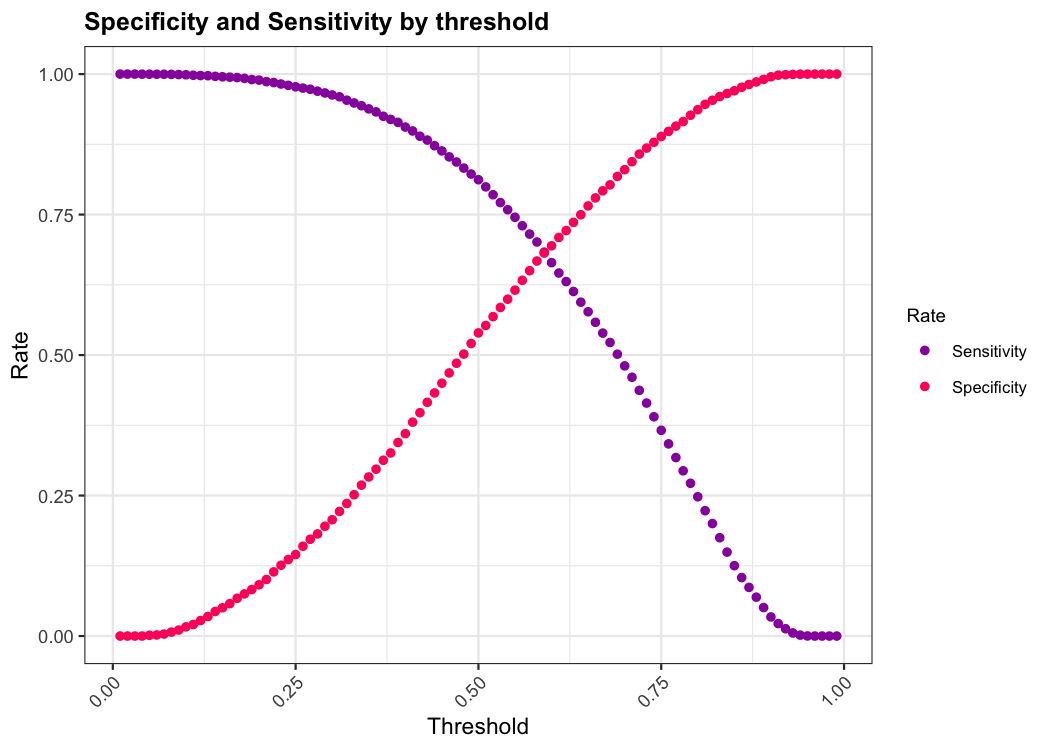 Specificity and Sensitivity by threshold
1.00
0.75
0.50
0.25
0.00
Rate
0.00
0.25
0.50
0.75
1.00
Threshold
Rate
Sensitivity
Specificity